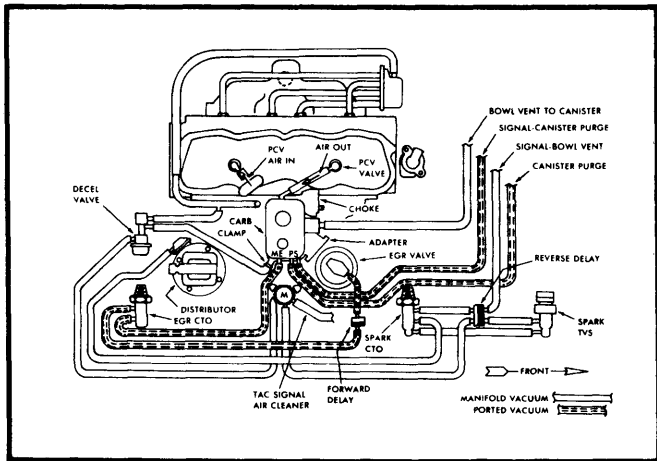 BOWL VENT TO CANISTER
SIGNAL-CANISTER PURGE
SIGNAL-BOWL VENT
CANISTER PURGE
AIR OUT
PCV
AIR IN
PCV
VALVE
DECEL
VALVE
CHOKE
CARB
CLAMP
ADAPTER
EGR VALVE
ME PS
M
REVERSE DELAY
DISTRIBUTOR
EGR CTO
SPARK
CTO
SPARK
TVS
TAC SIGNAL
AIR CLEANER
FORWARD
DELAY
FRONT
MANIFOLD VACUUM
PORTED VACUUM